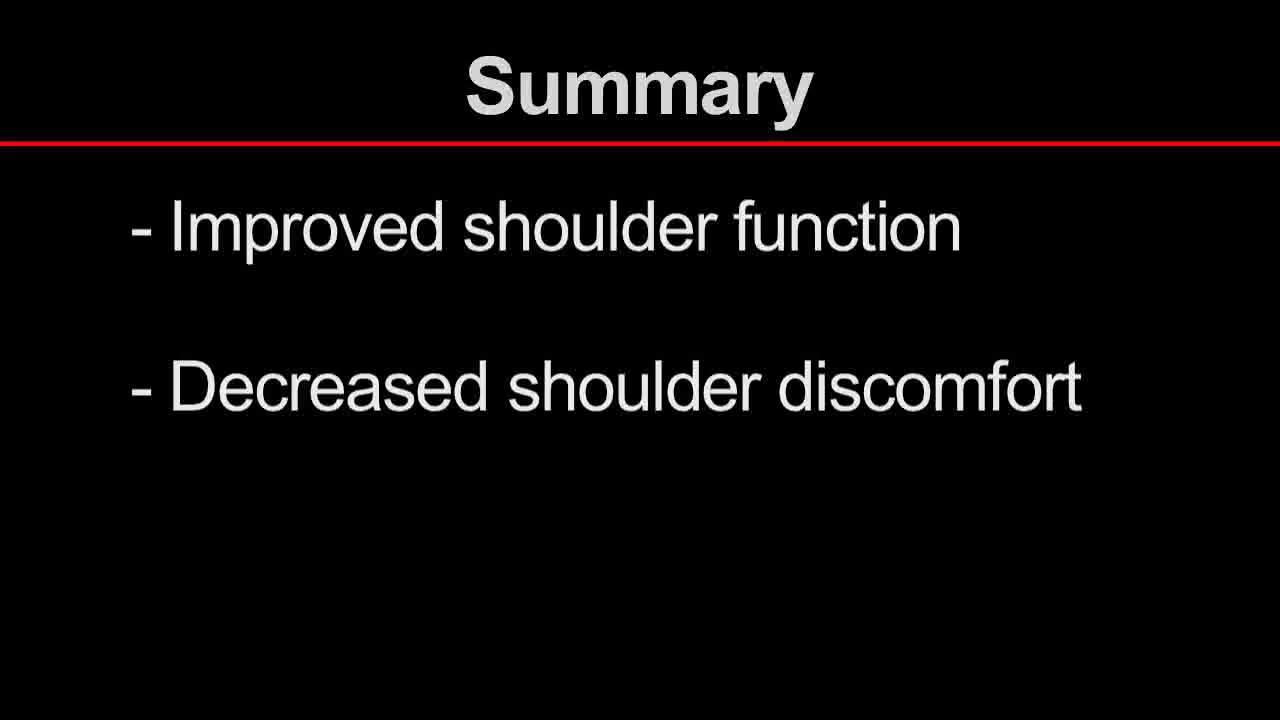 Summary
- Improved shoulder function
- Decreased shoulder discomfort